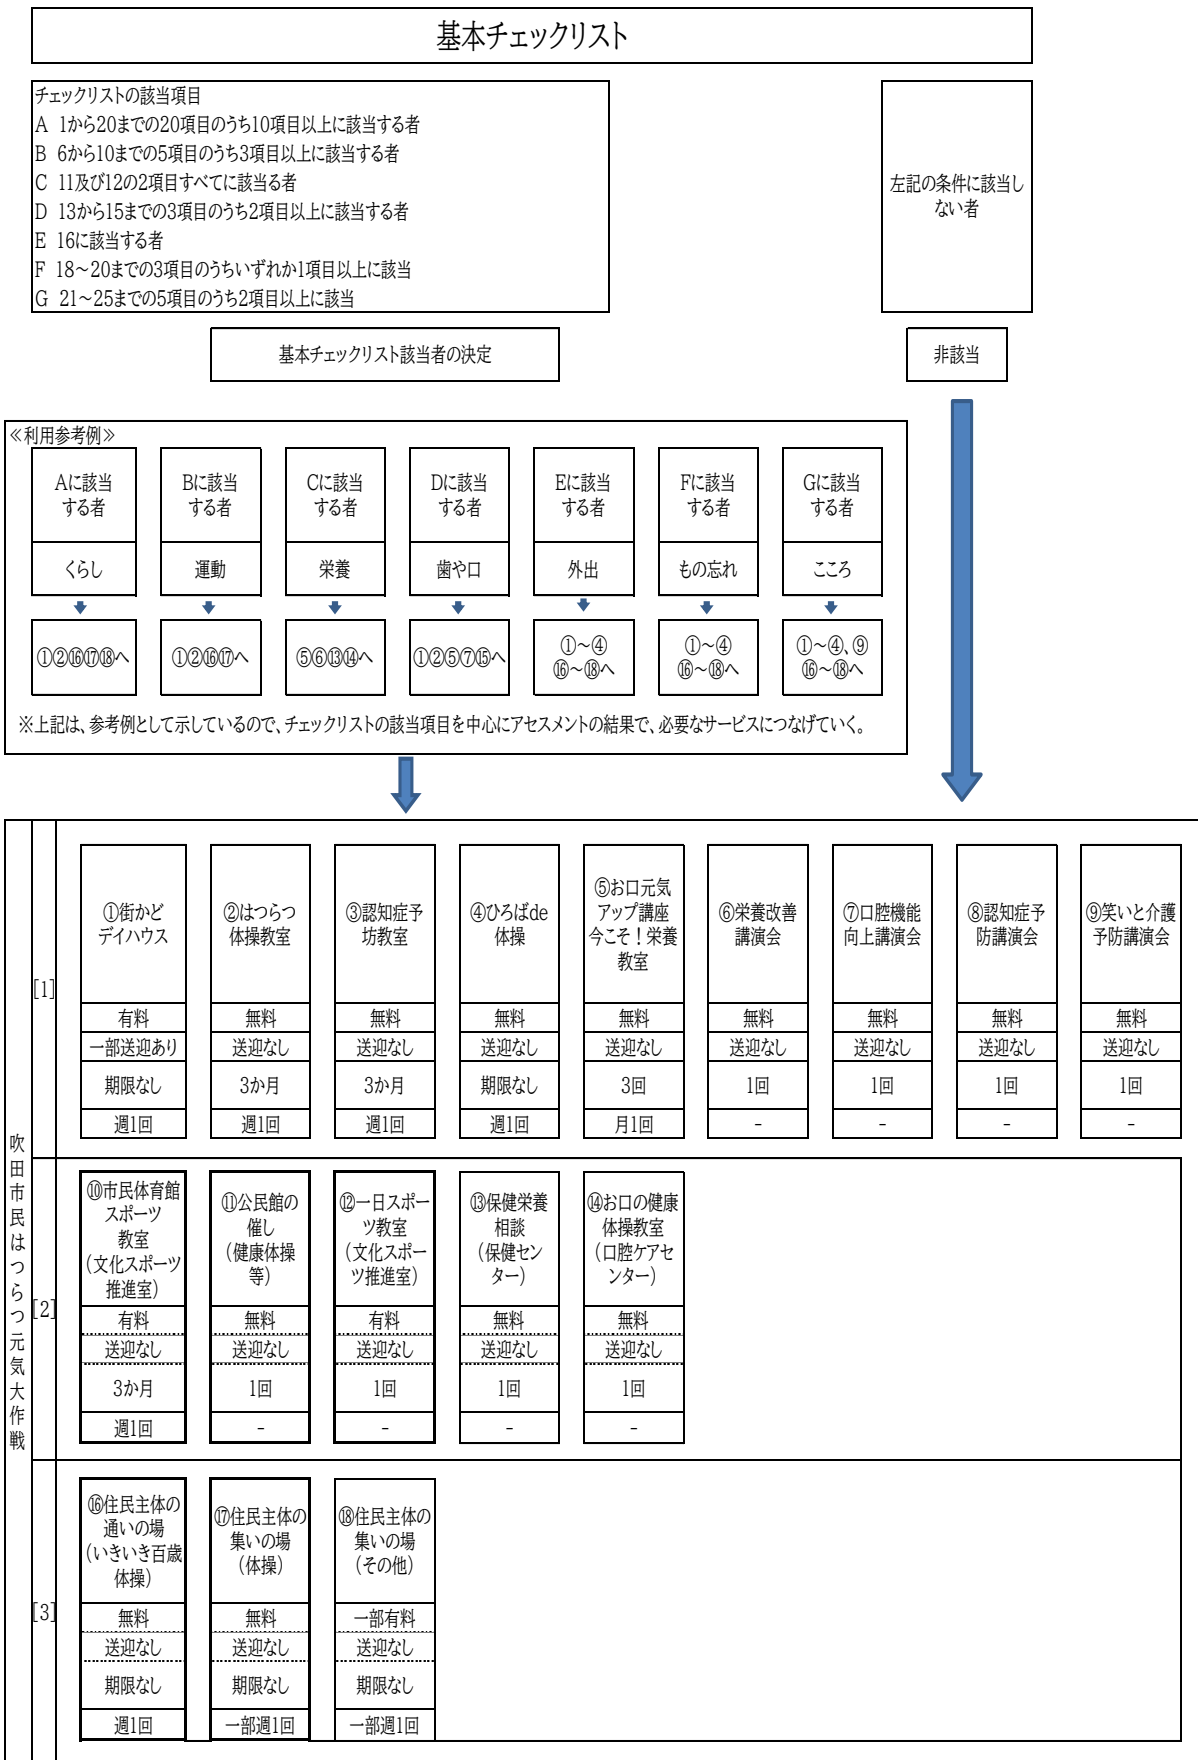 基本チェックリスト
チェックリストの該当項目
A 1から20までの20項目のうち10項目以上に該当する者
B 6から10までの5項目のうち3項目以上に該当する者
C 11及び12の2項目すべてに該当る者
D 13から15までの3項目のうち2項目以上に該当する者
E 16に該当する者
F 18～20までの3項目のうちいずれか1項目以上に該当
G 21～25までの5項目のうち2項目以上に該当
左記の条件に該当し
ない者
基本チェックリスト該当者の決定
非該当
≪利用参考例≫
Aに該当
する者
くらし
①②⑯⑰⑱へ
Bに該当
する者
運動
①②⑯⑰へ
Cに該当
する者
栄養
⑤⑥⑬⑭へ
Dに該当
する者
歯や口
①②⑤⑦⑮へ
Eに該当
する者
外出
①～④
⑯～⑱へ
Fに該当
する者
もの忘れ
①～④
⑯～⑱へ
Gに該当
する者
こころ
①～④、⑨
⑯～⑱へ
※上記は、参考例として示しているので、チェックリストの該当項目を中心にアセスメントの結果で、必要なサービスにつなげていく。
吹田市民はつらつ元気大作戦
[1]
①街かど
デイハウス
有料
一部送迎あり
期限なし
週1回
②はつらつ
体操教室
無料
送迎なし
3か月
週1回
③認知症予
坊教室
無料
送迎なし
3か月
週1回
④ひろばde
体操
無料
送迎なし
期限なし
週1回
⑤お口元気
アップ講座
今こそ！栄養
教室
無料
送迎なし
3回
月1回
⑥栄養改善
講演会
無料
送迎なし
1回
-
⑦口腔機能
向上講演会
無料
送迎なし
1回
-
⑧認知症予
防講演会
無料
送迎なし
1回
-
⑨笑いと介護
予防講演会
無料
送迎なし
1回
-
[2]
⑩市民体育館
スポーツ
教室
（文化スポーツ
推進室）
有料
送迎なし
3か月
週1回
⑪公民館の
催し
（健康体操
等）
無料
送迎なし
1回
-
⑫一日スポー
ツ教室
（文化スポー
ツ推進室）
有料
送迎なし
1回
-
⑬保健栄養
相談
（保健セン
ター）
無料
送迎なし
1回
-
⑭お口の健康
体操教室
（口腔ケアセ
ンター）
無料
送迎なし
1回
-
[3]
⑯住民主体の
通いの場
（いきいき百歳
体操）
無料
送迎なし
期限なし
週1回
⑰住民主体の
集いの場
（体操）
無料
送迎なし
期限なし
一部週1回
⑱住民主体の
集いの場
（その他）
一部有料
送迎なし
期限なし
一部週1回